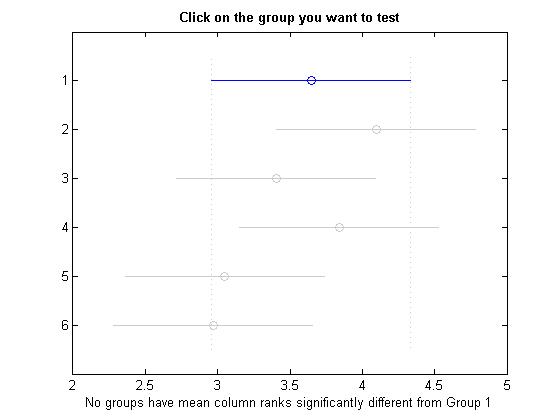 Click on the group you want to test
1
2
3
4
5
6
2 2.5 3 3.5 4 4.5 5
No groups have mean column ranks significantly different from Group 1